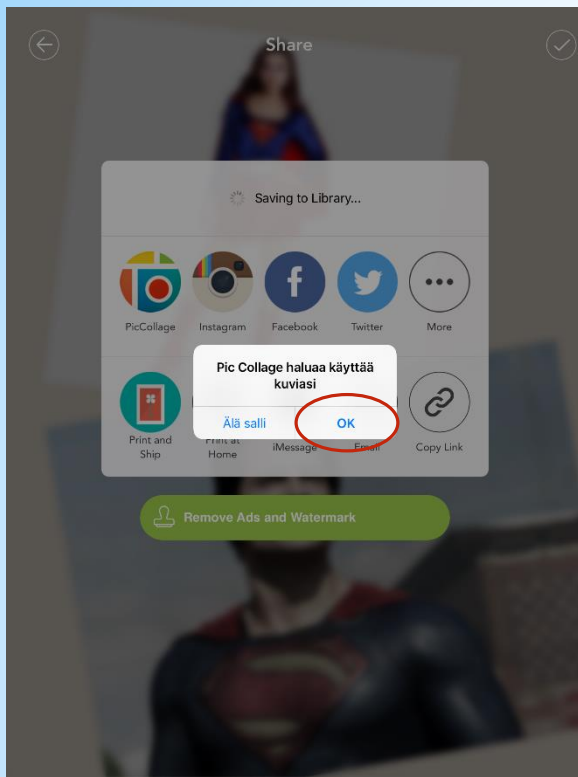 Share
Saving to Library...
PicCollage Instagram Facebook Twitter More
Pic Collage haluaa käyttää
kuviasi
Älä salli OK
Print and Print at iMessage Email Copy Link
Ship Home
Remove Ads and Watermark